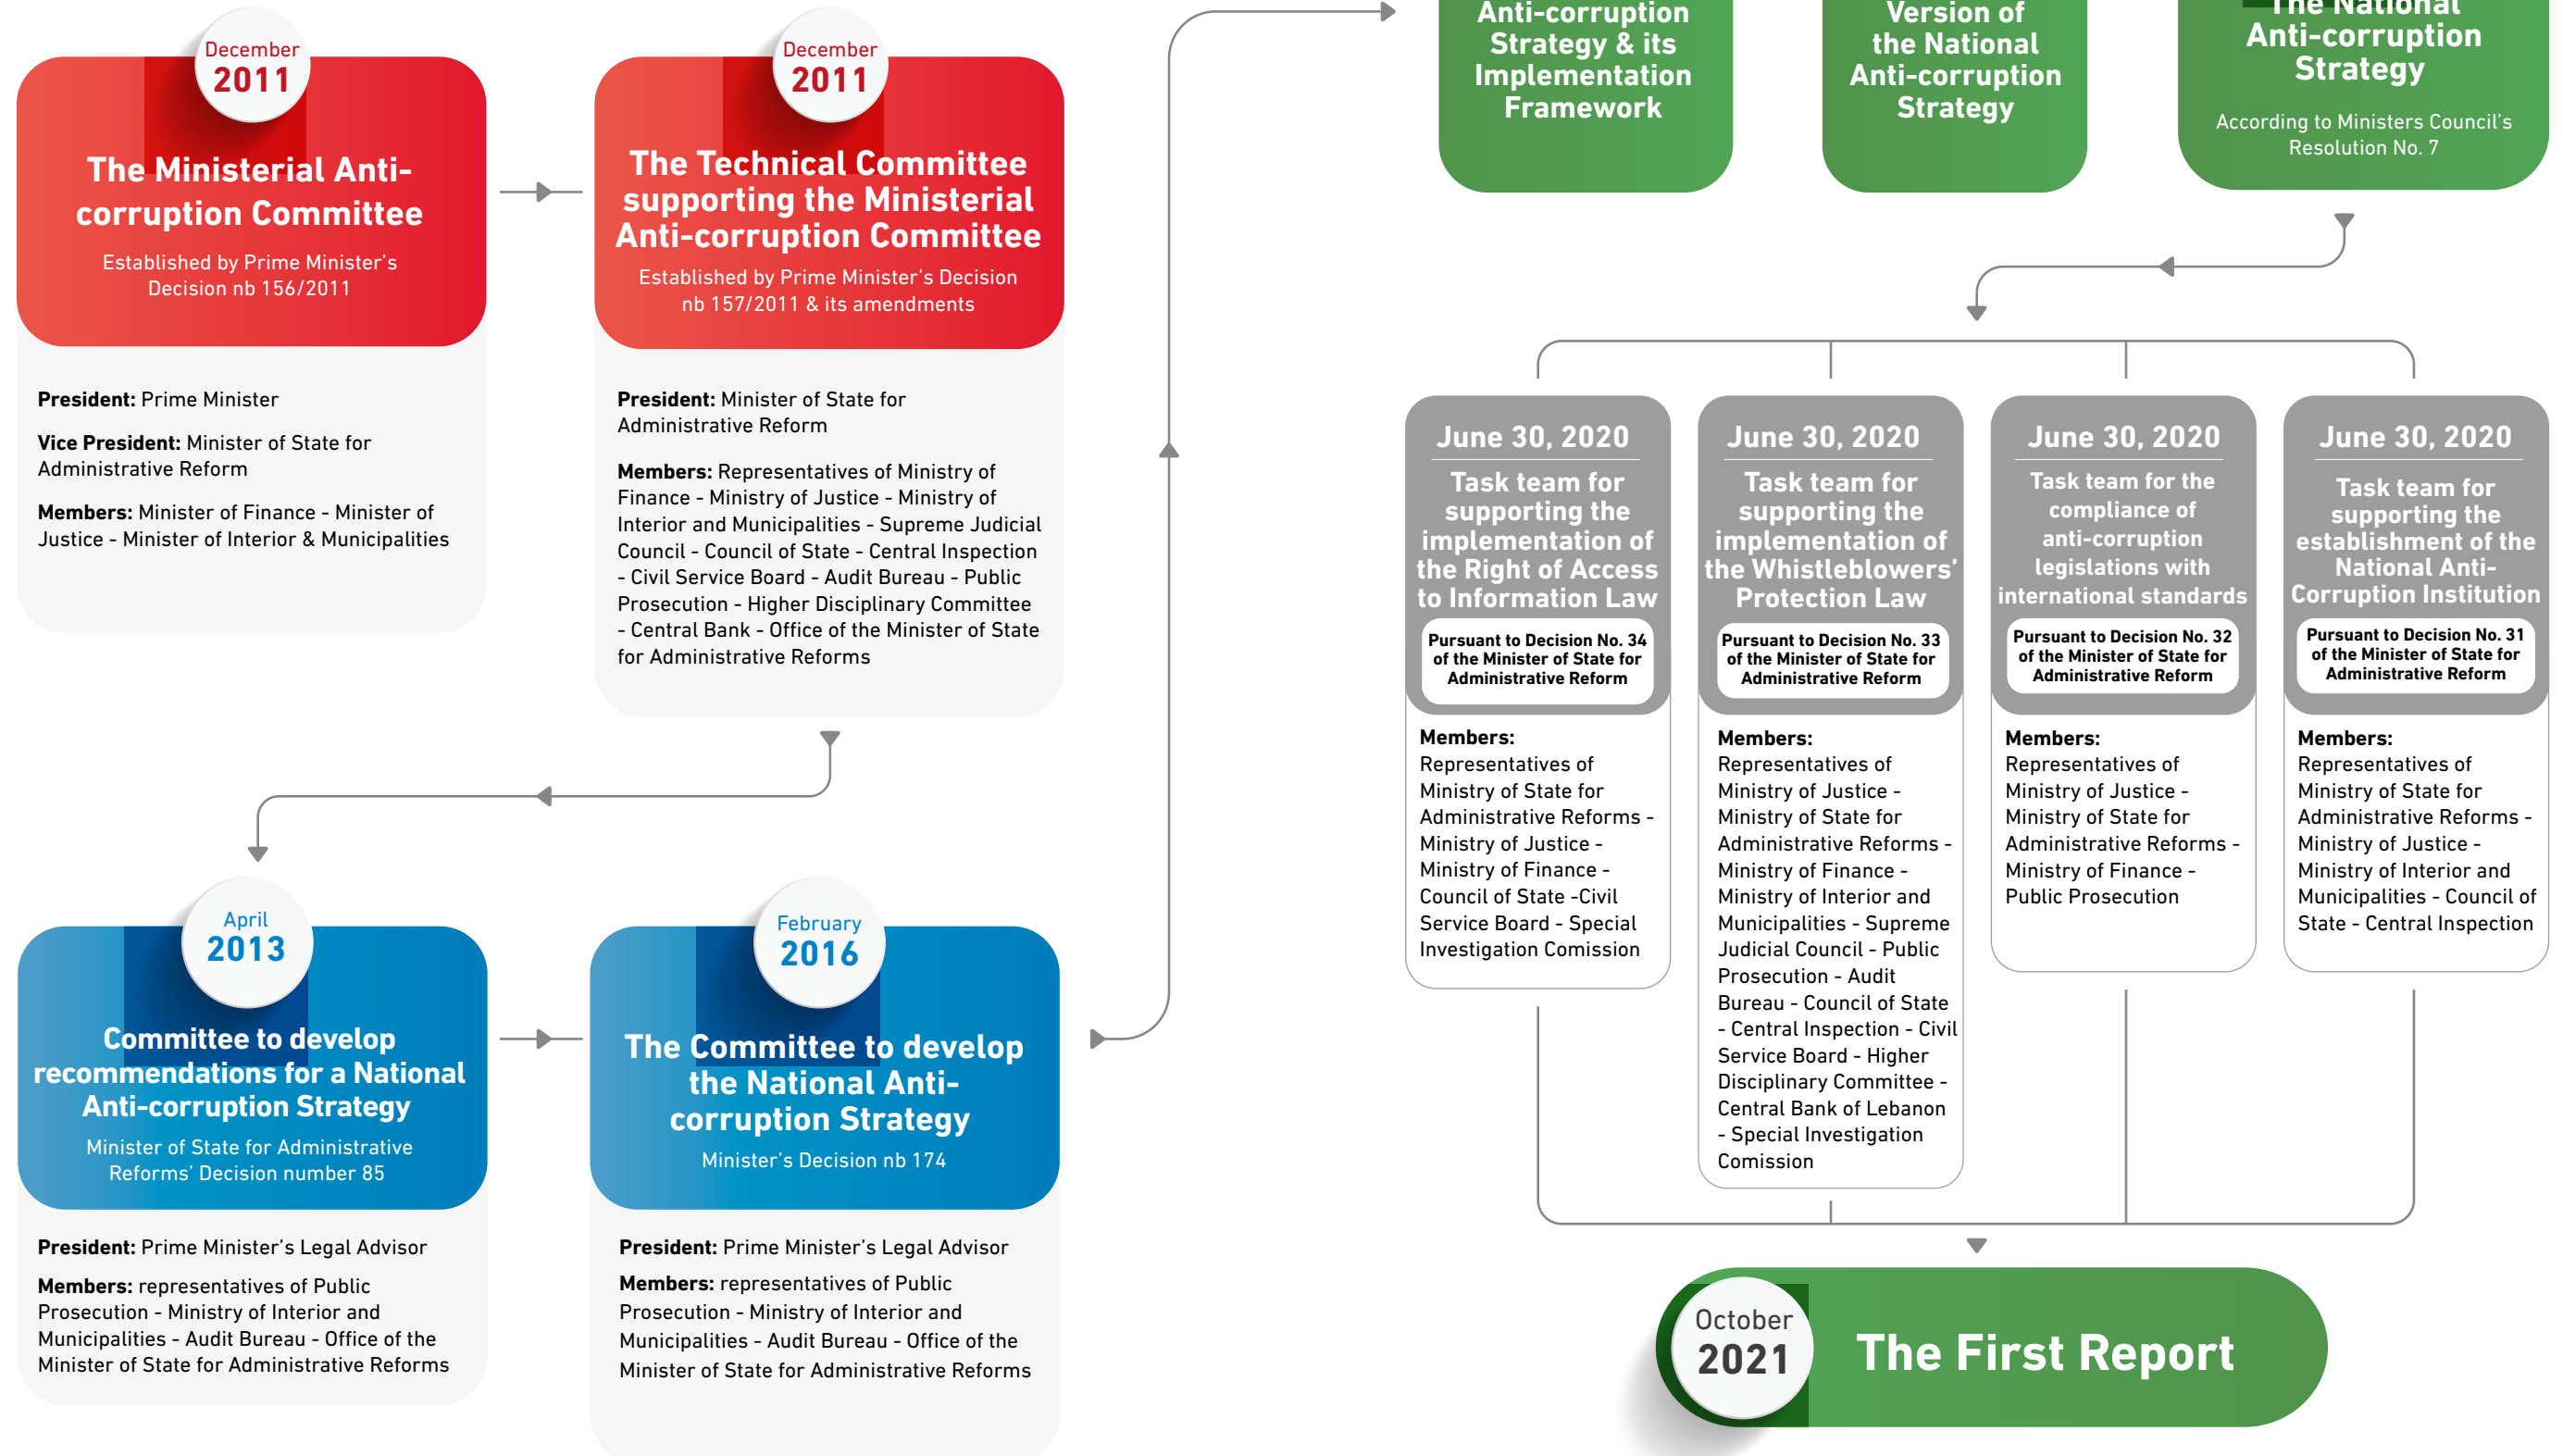 December
2011
The Ministerial Anti-
corruption Committee
Established by Prime Minister's
Decision nb 156/2011
President: Prime Minister
Vice President: Minister of State for
Administrative Reform
Members: Minister of Finance - Minister of
Justice - Minister of Interior & Municipalities
December
2011
The Technical Committee
supporting the Ministerial
Anti-corruption Committee
Established by Prime Minister's Decision
nb 157/2011 & its amendments
President: Minister of State for
Administrative Reform
Members: Representatives of Ministry of
Finance - Ministry of Justice - Ministry of
Interior and Municipalities - Supreme Judicial
Council - Council of State - Central Inspection
- Civil Service Board - Audit Bureau - Public
Prosecution - Higher Disciplinary Committee
- Central Bank - Office of the Minister of State
for Administrative Reforms
April
2013
Committee to develop
recommendations for a National
Anti-corruption Strategy
Minister of State for Administrative
Reforms' Decision number 85
President: Prime Minister's Legal Advisor
Members: representatives of Public
Prosecution - Ministry of Interior and
Municipalities - Audit Bureau - Office of the
Minister of State for Administrative Reforms
February
2016
The Committee to develop
the National Anti-
corruption Strategy
Minister's Decision nb 174
President: Prime Minister's Legal Advisor
Members: representatives of Public
Prosecution - Ministry of Interior and
Municipalities - Audit Bureau - Office of the
Minister of State for Administrative Reforms
Anti-corruption
Strategy & its
Implementation
Framework
Version of
the National
Anti-corruption
Strategy
The National
Anti-corruption
Strategy
According to Ministers Council's
Resolution No. 7
June 30, 2020
Task team for
supporting the
implementation of
the Right of Access
to Information Law
Pursuant to Decision No. 34
of the Minister of State for
Administrative Reform
Members:
Representatives of
Ministry of State for
Administrative Reforms -
Ministry of Justice -
Ministry of Finance -
Council of State -Civil
Service Board - Special
Investigation Comission
June 30, 2020
Task team for
supporting the
implementation of
the Whistleblowers'
Protection Law
Pursuant to Decision No. 33
of the Minister of State for
Administrative Reform
Members:
Representatives of
Ministry of Justice -
Ministry of State for
Administrative Reforms -
Ministry of Finance -
Ministry of Interior and
Municipalities - Supreme
Judicial Council - Public
Prosecution - Audit
Bureau - Council of State
- Central Inspection - Civil
Service Board - Higher
Disciplinary Committee -
Central Bank of Lebanon
- Special Investigation
Comission
June 30, 2020
Task team for the
compliance of
anti-corruption
legislations with
international standards
Pursuant to Decision No. 32
of the Minister of State for
Administrative Reform
Members:
Representatives of
Ministry of Justice -
Ministry of State for
Administrative Reforms -
Ministry of Finance -
Public Prosecution
June 30, 2020
Task team for
supporting the
establishment of the
National Anti-
Corruption Institution
Pursuant to Decision No. 31
of the Minister of State for
Administrative Reform
Members:
Representatives of
Ministry of State for
Administrative Reforms -
Ministry of Justice -
Ministry of Interior and
Municipalities - Council of
State - Central Inspection
October
2021
The First Report